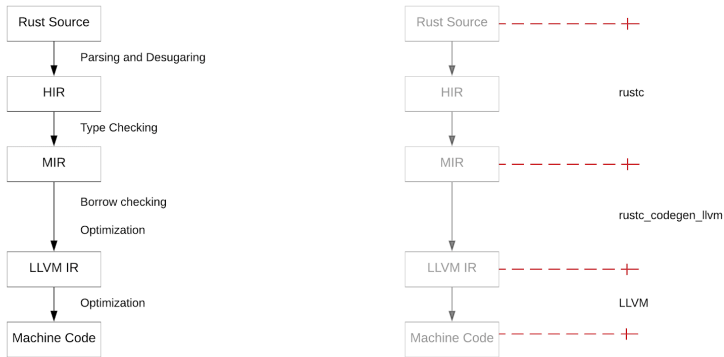 Rust Source
Parsing and Desugaring
HIR
Type Checking
MIR
Borrow checking
Optimization
LLVM IR
Optimization
Machine Code
Rust Source
HIR
rustc
MIR
rustc_codegen_llvm
LLVM IR
LLVM
Machine Code